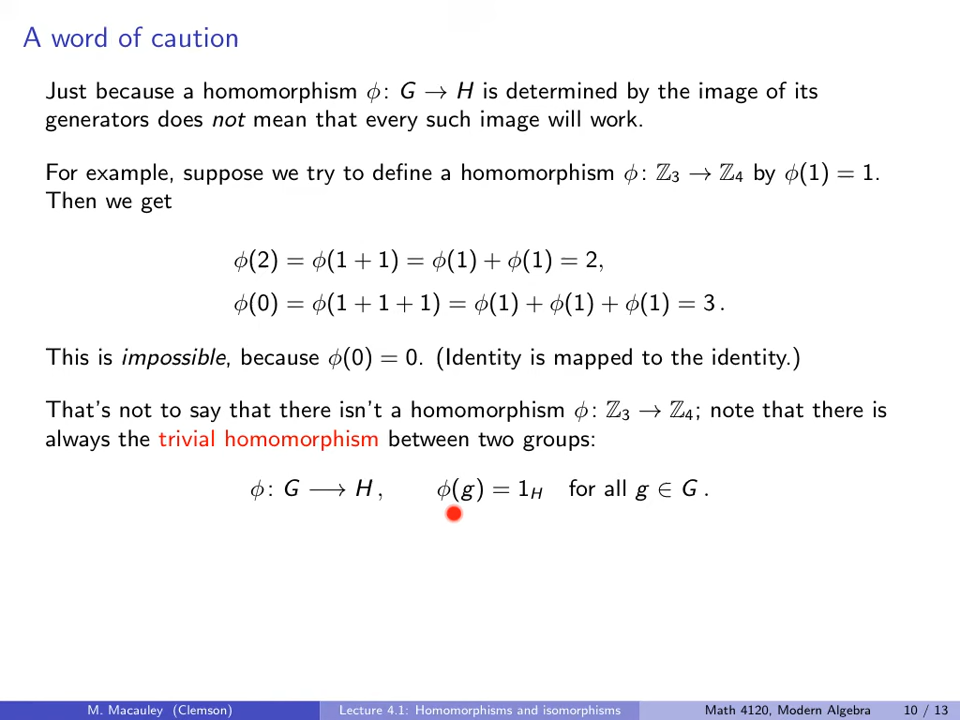 A word of caution
Just because a homomorphism ϕ: G → H is determined by the image of its
generators does not mean that every such image will work.
For example, suppose we try to define a homomorphism ϕ: ℤ₃ → ℤ₄ by ϕ(1) = 1.
Then we get
ϕ(2) = ϕ(1 + 1) = ϕ(1) + ϕ(1) = 2,
ϕ(0) = ϕ(1 + 1 + 1) = ϕ(1) + ϕ(1) + ϕ(1) = 3 .
This is impossible, because ϕ(0) = 0. (Identity is mapped to the identity.)
That's not to say that there isn't a homomorphism ϕ: ℤ₃ → ℤ₄; note that there is
always the trivial homomorphism between two groups:
ϕ: G ⟶ H , ϕ(g) = 1_H for all g ∈ G .
M. Macauley (Clemson) Lecture 4.1: Homomorphisms and isomorphisms Math 4120, Modern Algebra 10 / 13